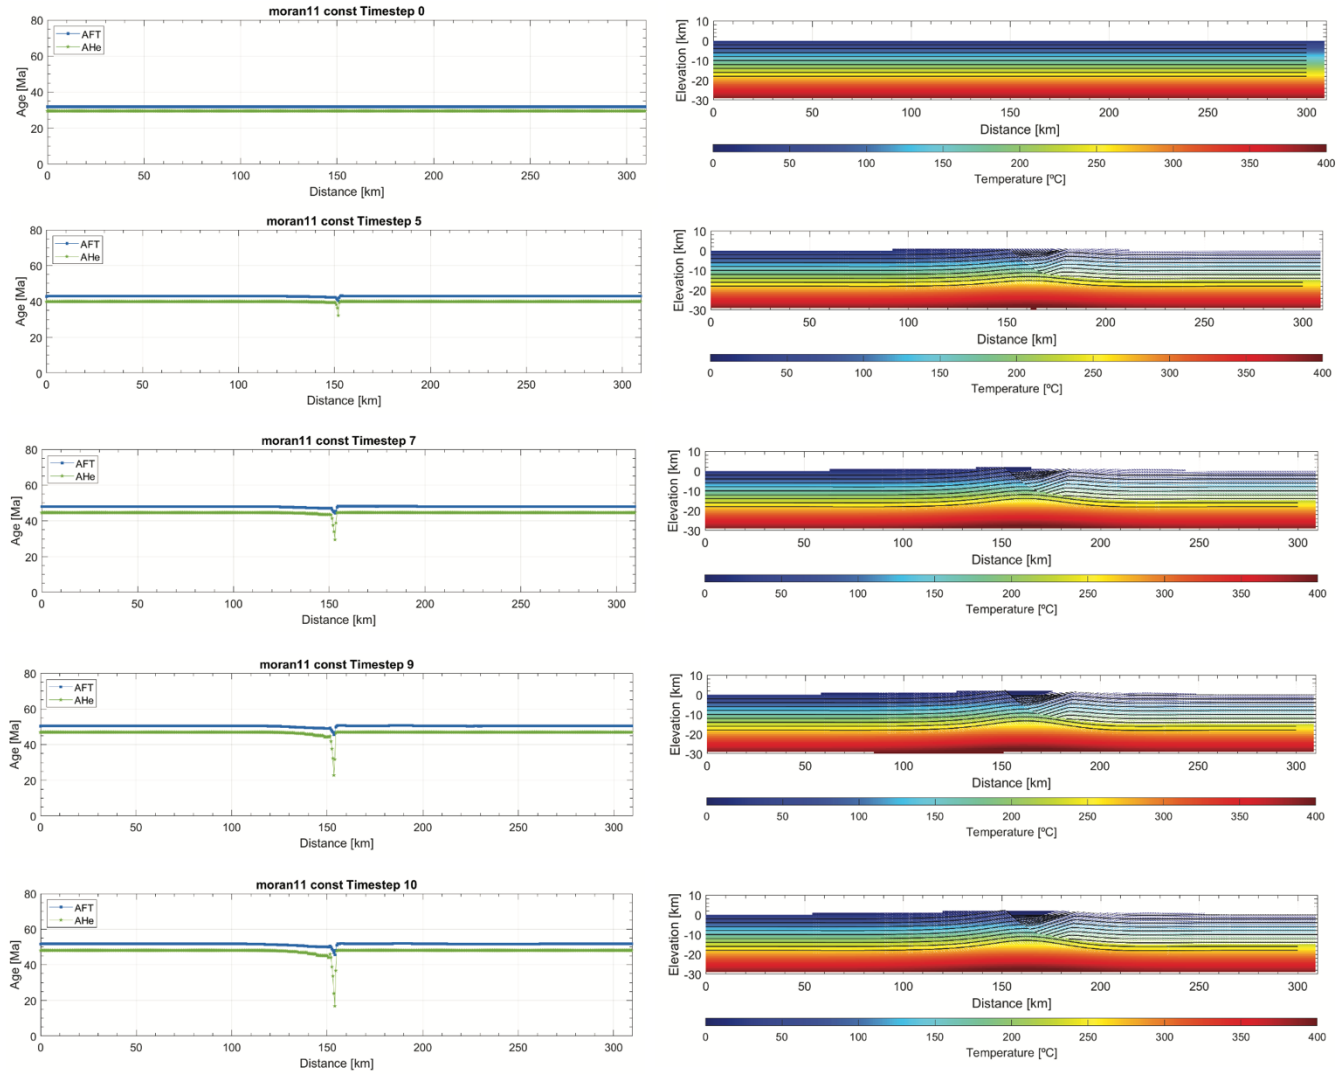 moran11 const Timestep 0
AFT
AHe
80
60
40
20
0
Age [Ma]
0 50 100 150 200 250 300
Distance [km]
10
0
-10
-20
-30
Elevation [km]
50 100 150 200 250 300
Distance [km]
0 50 100 150 200 250 300 350 400
Temperature [ºC]
moran11 const Timestep 5
AFT
AHe
80
60
40
20
0
Age [Ma]
0 50 100 150 200 250 300
Distance [km]
10
0
-10
-20
-30
Elevation [km]
0 50 100 150 200 250 300
Distance [km]
0 50 100 150 200 250 300 350 400
Temperature [ºC]
moran11 const Timestep 7
AFT
AHe
80
60
40
20
0
Age [Ma]
0 50 100 150 200 250 300
Distance [km]
10
0
-10
-20
-30
Elevation [km]
0 50 100 150 200 250 300
Distance [km]
0 50 100 150 200 250 300 350 400
Temperature [ºC]
moran11 const Timestep 9
AFT
AHe
80
60
40
20
0
Age [Ma]
0 50 100 150 200 250 300
Distance [km]
10
0
-10
-20
-30
Elevation [km]
0 50 100 150 200 250 300
Distance [km]
0 50 100 150 200 250 300 350 400
Temperature [ºC]
moran11 const Timestep 10
AFT
AHe
80
60
40
20
0
Age [Ma]
0 50 100 150 200 250 300
Distance [km]
10
0
-10
-20
-30
Elevation [km]
0 50 100 150 200 250 300
Distance [km]
0 50 100 150 200 250 300 350 400
Temperature [ºC]